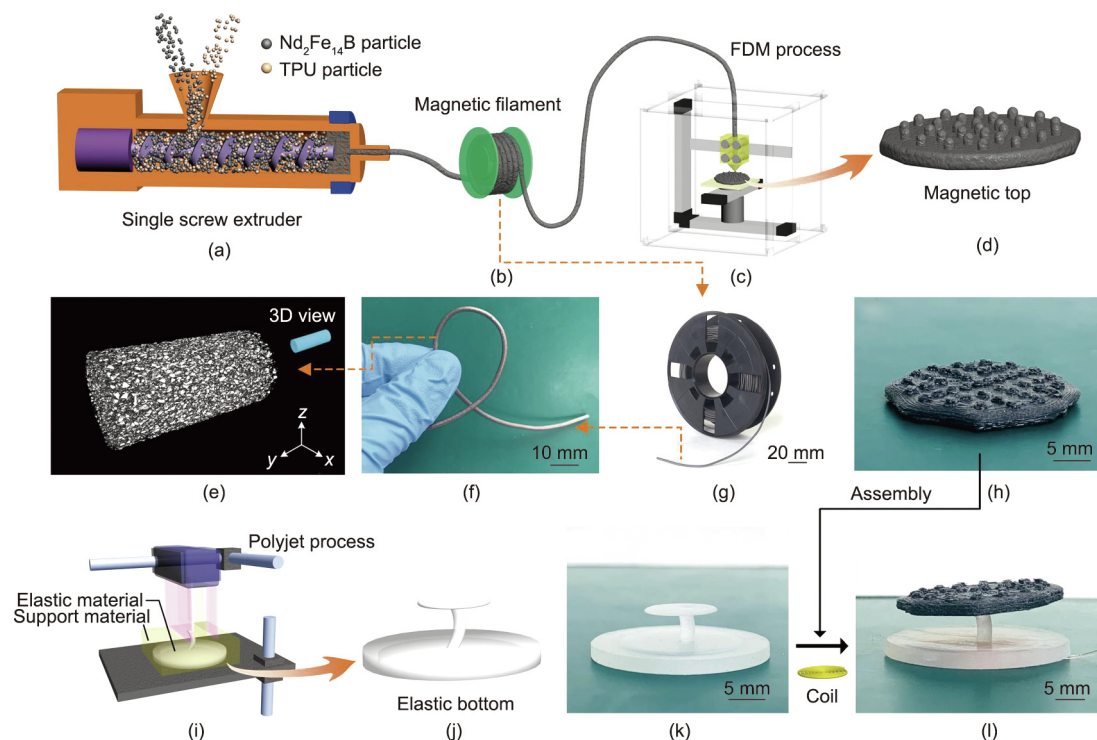 Nd₂Fe₁₄B particle
TPU particle
FDM process
Magnetic filament
Single screw extruder
Magnetic top
(a)
(b)
(c)
(d)
3D view
z
y
x
10 mm
20 mm
5 mm
(e)
(f)
(g)
(h)
Assembly
Polyjet process
Elastic material
Support material
Elastic bottom
5 mm
Coil
5 mm
(i)
(j)
(k)
(l)